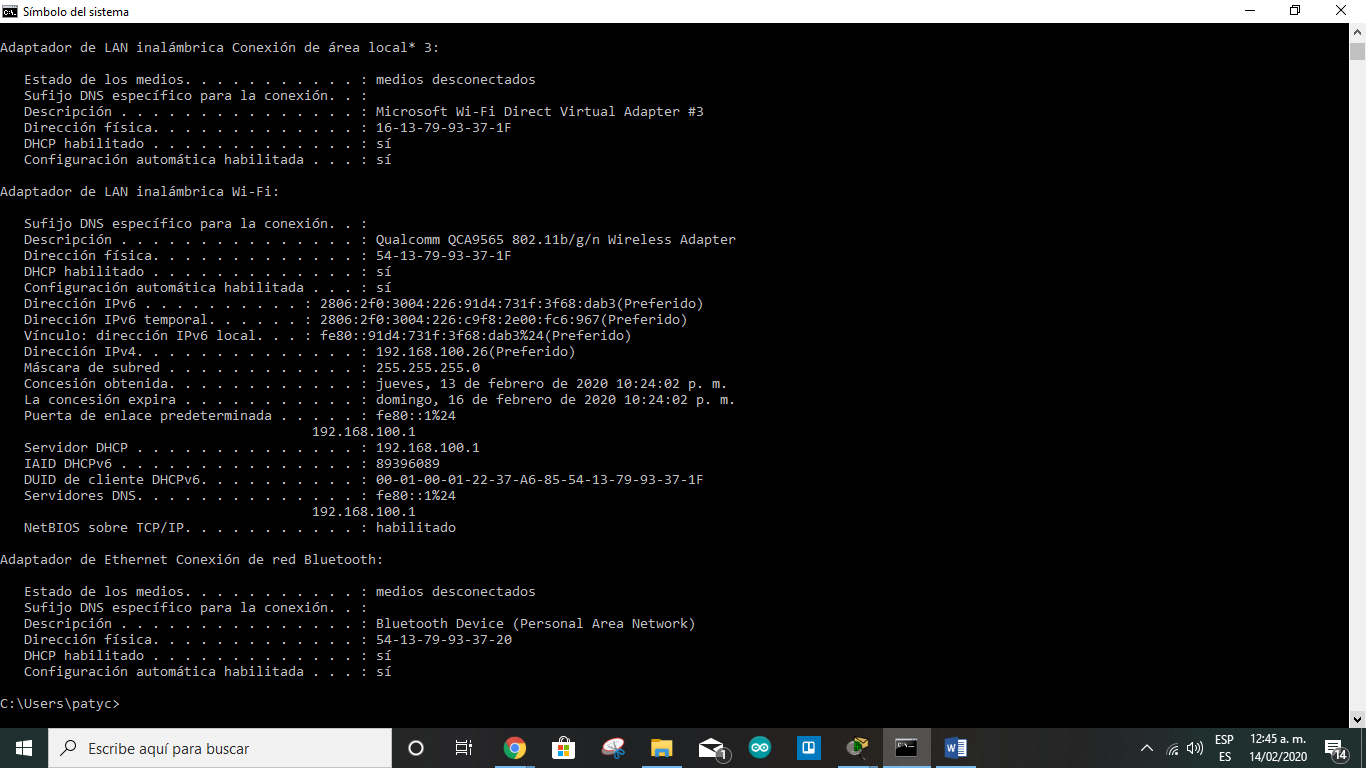 Símbolo del sistema
Adaptador de LAN inalámbrica Conexión de área local* 3:
Estado de los medios. . . . . . . . . . . : medios desconectados
Sufijo DNS específico para la conexión. . :
Descripción . . . . . . . . . . . . . . . : Microsoft Wi-Fi Direct Virtual Adapter #3
Dirección física. . . . . . . . . . . . . : 16-13-79-93-37-1F
DHCP habilitado . . . . . . . . . . . . . : sí
Configuración automática habilitada . . . : sí
Adaptador de LAN inalámbrica Wi-Fi:
Sufijo DNS específico para la conexión. . :
Descripción . . . . . . . . . . . . . . . : Qualcomm QCA9565 802.11b/g/n Wireless Adapter
Dirección física. . . . . . . . . . . . . : 54-13-79-93-37-1F
DHCP habilitado . . . . . . . . . . . . . : sí
Configuración automática habilitada . . . : sí
Dirección IPv6 . . . . . . . . . . : 2806:2f0:3004:226:91d4:731f:3f68:dab3(Preferido)
Dirección IPv6 temporal. . . . . . : 2806:2f0:3004:226:c9f8:2e00:fc6:967(Preferido)
Vínculo: dirección IPv6 local. . . : fe80::91d4:731f:3f68:dab3%24(Preferido)
Dirección IPv4. . . . . . . . . . . . . . : 192.168.100.26(Preferido)
Máscara de subred . . . . . . . . . . . . : 255.255.255.0
Concesión obtenida. . . . . . . . . . . . : jueves, 13 de febrero de 2020 10:24:02 p. m.
La concesión expira . . . . . . . . . . . : domingo, 16 de febrero de 2020 10:24:02 p. m.
Puerta de enlace predeterminada . . . . . : fe80::1%24
192.168.100.1
Servidor DHCP . . . . . . . . . . . . . . : 192.168.100.1
IAID DHCPv6 . . . . . . . . . . . . . . . : 89396089
DUID de cliente DHCPv6. . . . . . . . . . : 00-01-00-01-22-37-A6-85-54-13-79-93-37-1F
Servidores DNS. . . . . . . . . . . . . . : fe80::1%24
192.168.100.1
NetBIOS sobre TCP/IP. . . . . . . . . . . : habilitado
Adaptador de Ethernet Conexión de red Bluetooth:
Estado de los medios. . . . . . . . . . . : medios desconectados
Sufijo DNS específico para la conexión. . :
Descripción . . . . . . . . . . . . . . . : Bluetooth Device (Personal Area Network)
Dirección física. . . . . . . . . . . . . : 54-13-79-93-37-20
DHCP habilitado . . . . . . . . . . . . . : sí
Configuración automática habilitada . . . : sí
C:\Users\patyc>
Escribe aquí para buscar
1
ESP
ES
12:45 a. m.
14/02/2020
14